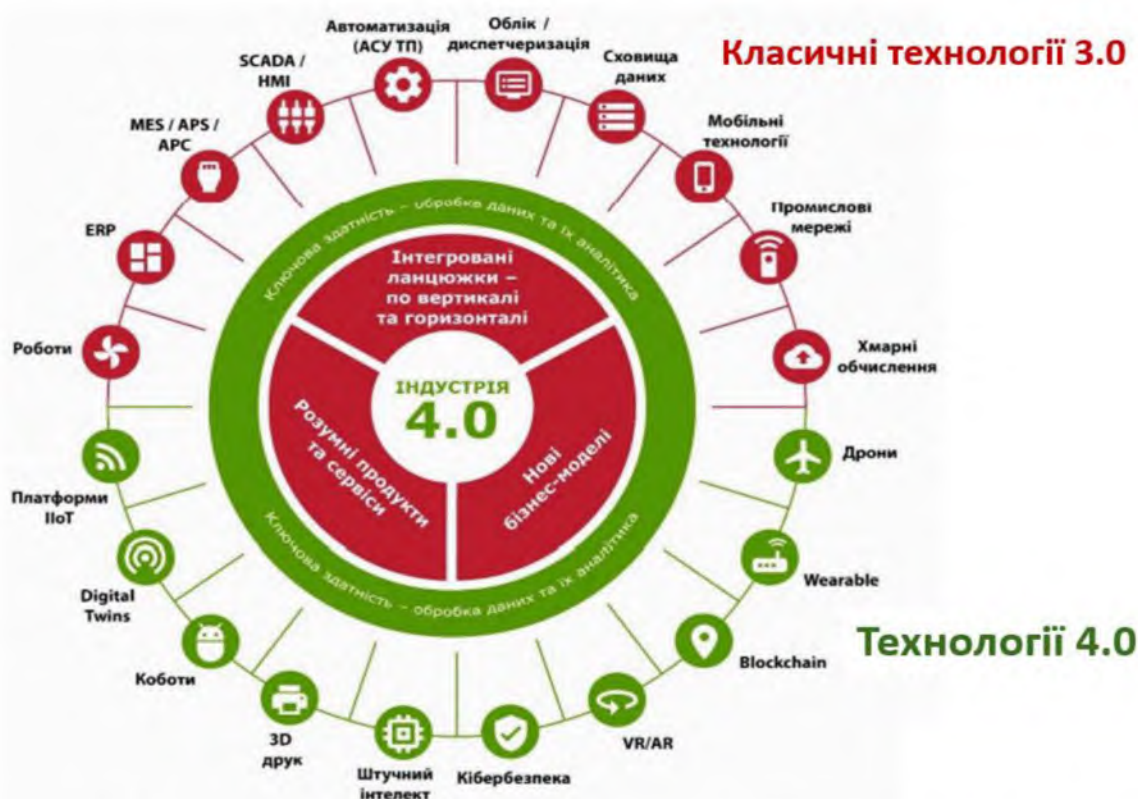 Класичні технології 3.0
Автоматизація
(АСУ ТП)
Облік /
диспетчеризація
Сховища
даних
Мобільні
технології
Промислові
мережі
Хмарні
обчислення
SCADA /
HMI
MES / APS /
APC
ERP
Роботи
Ключова здатність – обробка даних та їх аналітика
Інтегровані
ланцюжки –
по вертикалі
та горизонталі
ІНДУСТРІЯ
4.0
Розумні продукти
та сервіси
Нові
бізнес-моделі
Ключова здатність – обробка даних та їх аналітика
Дрони
Wearable
Blockchain
VR/AR
Кібербезпека
Штучний
інтелект
3D
друк
Коботи
Digital
Twins
Платформи
IIoT
Технології 4.0